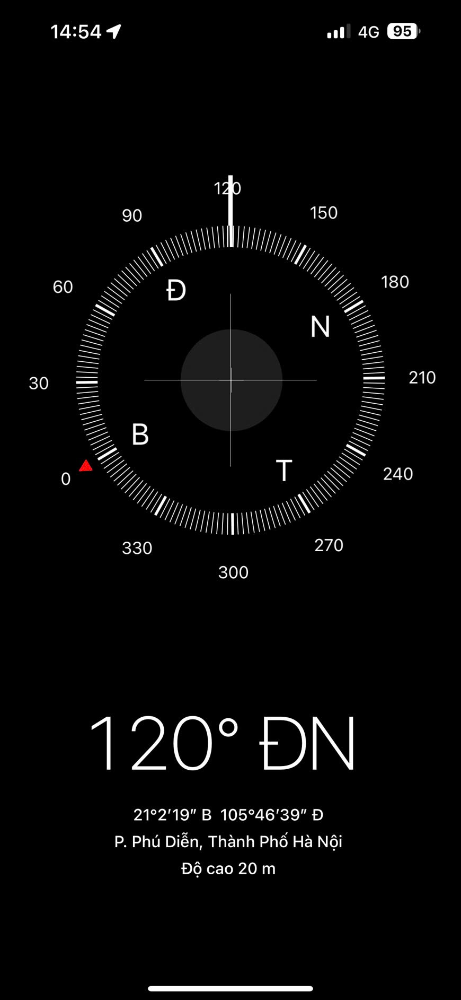 14:54 4G 95
120
90 150
60 180
Đ
N
30 210
B
T
0 240
330 270
300
120° ĐN
21°2′19″ B 105°46′39″ Đ
P. Phú Diễn, Thành Phố Hà Nội
Độ cao 20 m